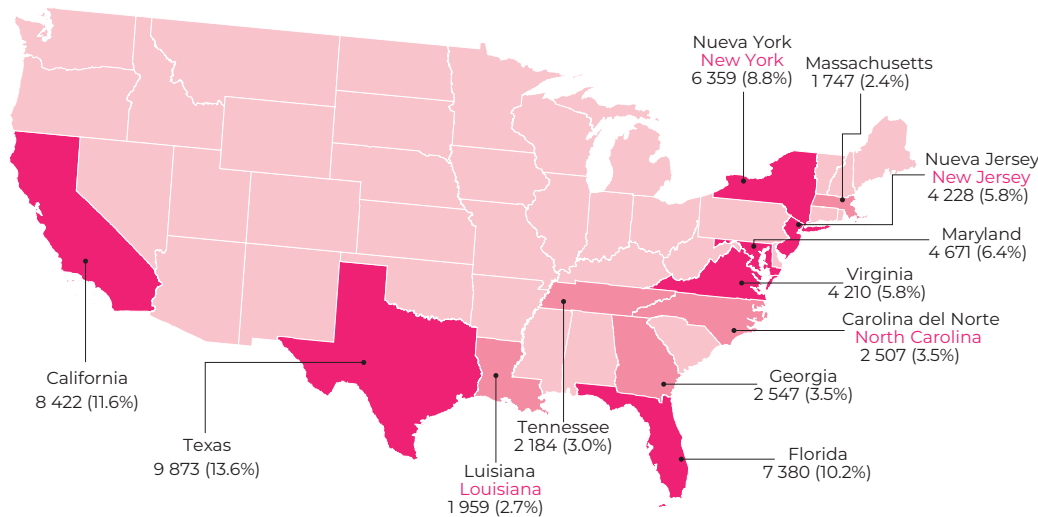 Nueva York
New York
6 359 (8.8%)
Massachusetts
1 747 (2.4%)
Nueva Jersey
New Jersey
4 228 (5.8%)
Maryland
4 671 (6.4%)
Virginia
4 210 (5.8%)
Carolina del Norte
North Carolina
2 507 (3.5%)
Georgia
2 547 (3.5%)
California
8 422 (11.6%)
Texas
9 873 (13.6%)
Tennessee
2 184 (3.0%)
Luisiana
Louisiana
1 959 (2.7%)
Florida
7 380 (10.2%)